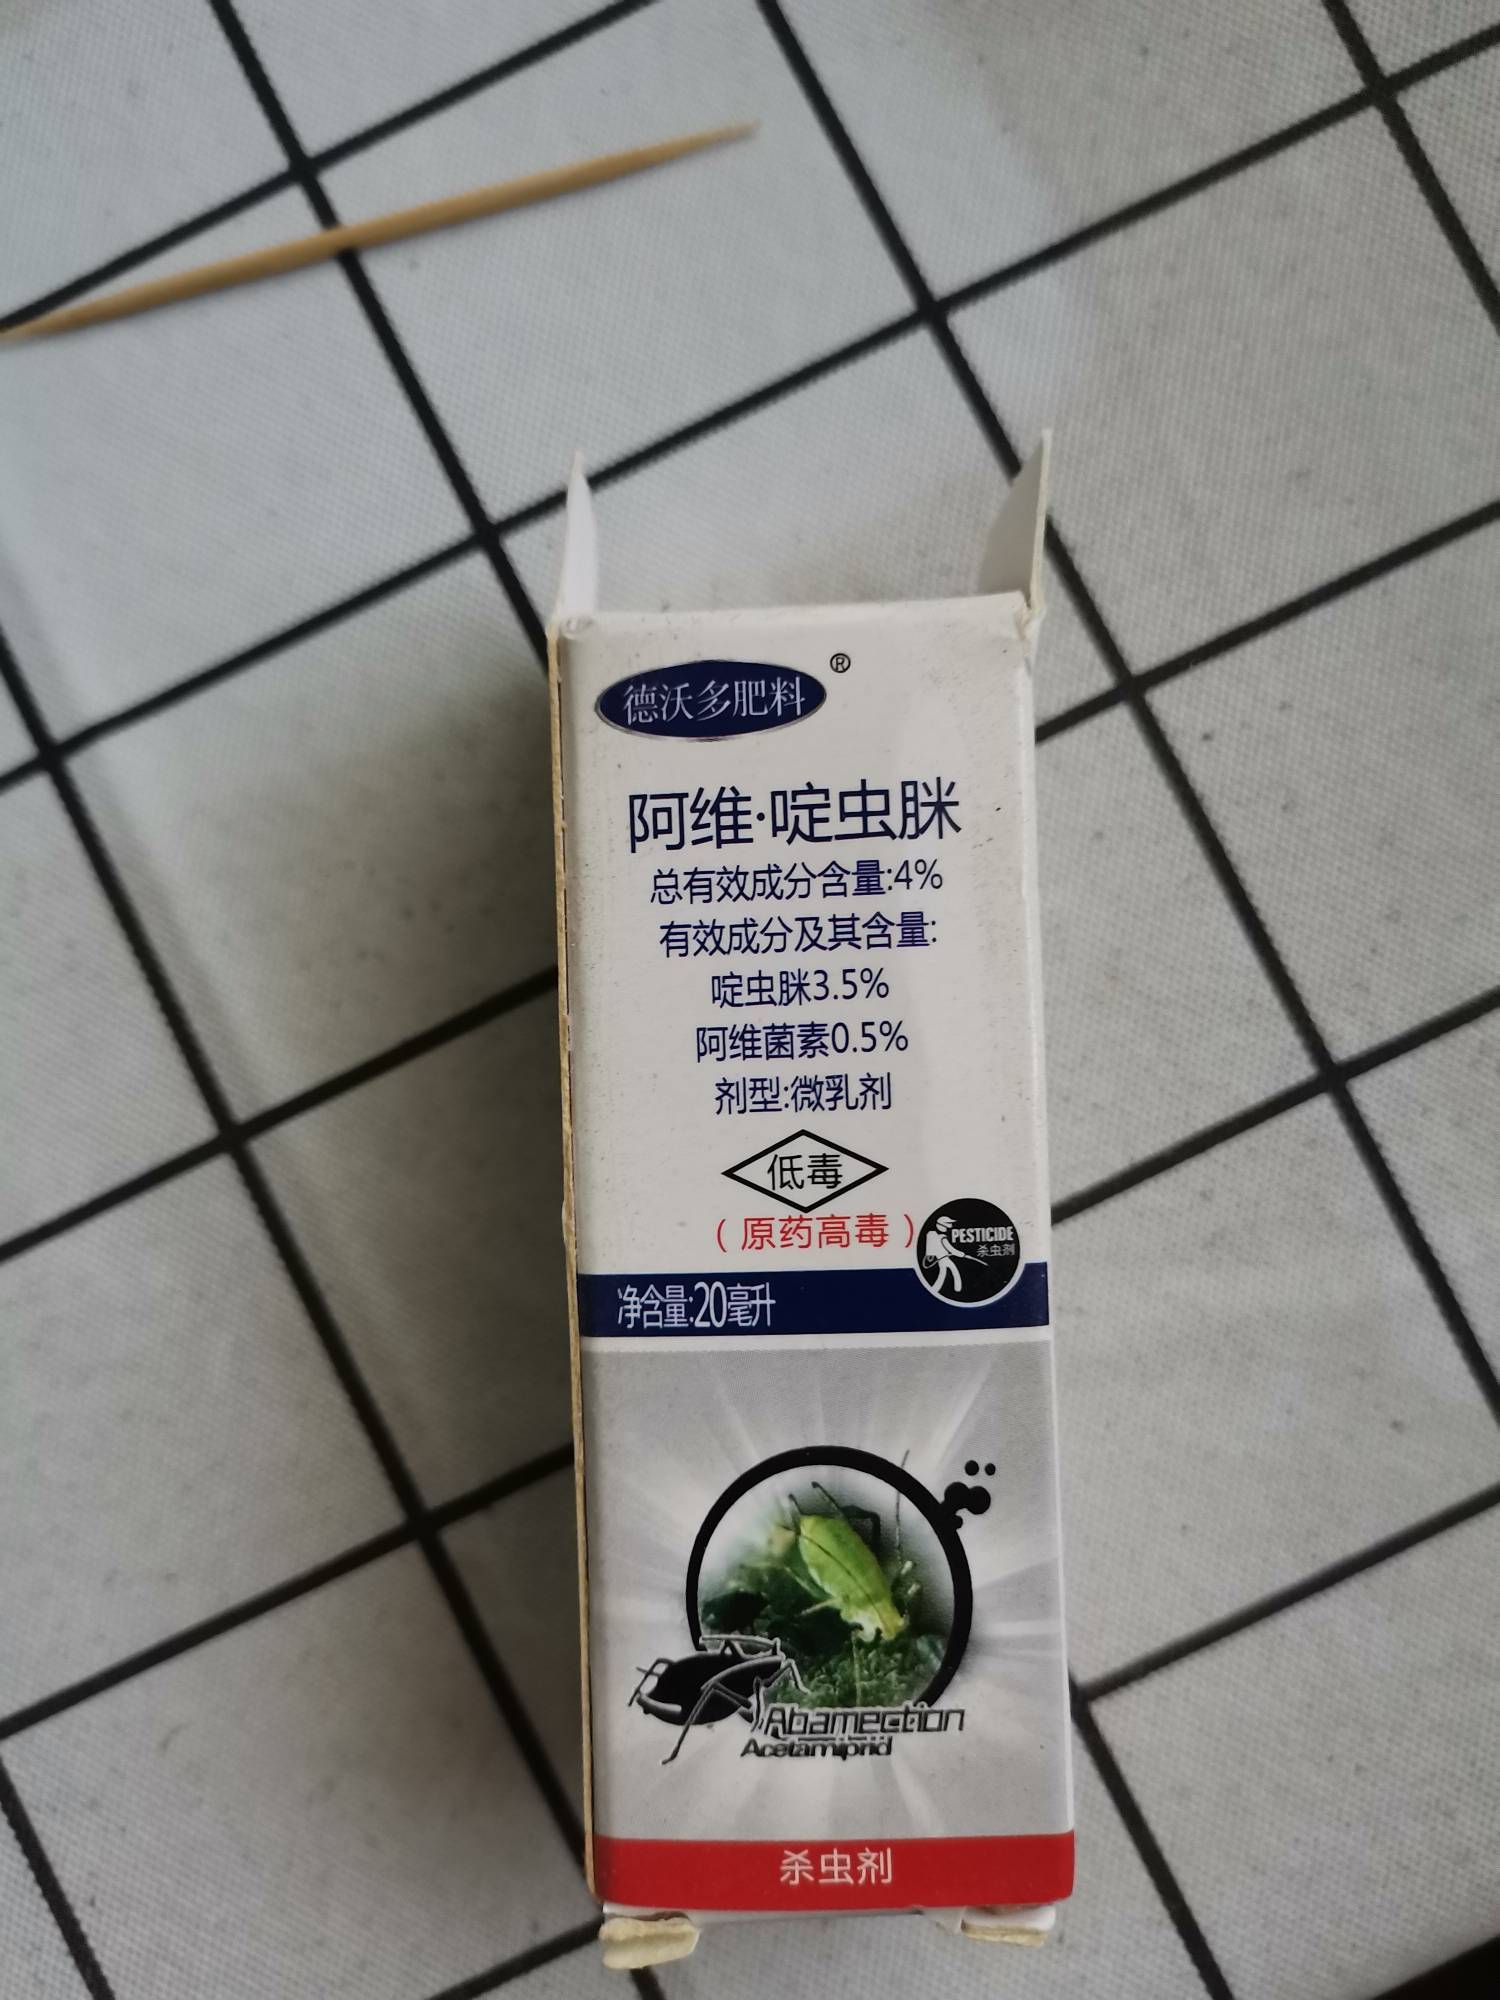 德沃多肥料®
阿维·啶虫脒
总有效成分含量:4%
有效成分及其含量:
啶虫脒3.5%
阿维菌素0.5%
剂型:微乳剂
低毒
（原药高毒）
PESTICIDE
杀虫剂
净含量:20毫升
Abamection
Acetamiprid
杀虫剂